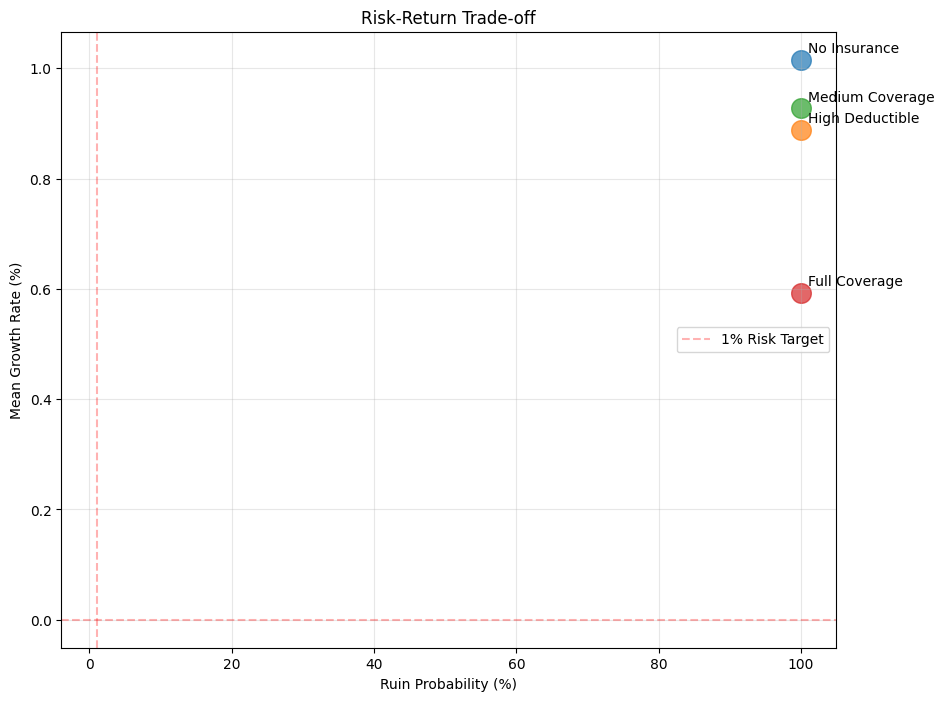 Risk-Return Trade-off
No Insurance
Medium Coverage
High Deductible
Full Coverage
1% Risk Target
Mean Growth Rate (%)
1.0
0.8
0.6
0.4
0.2
0.0
0
20
40
60
80
100
Ruin Probability (%)